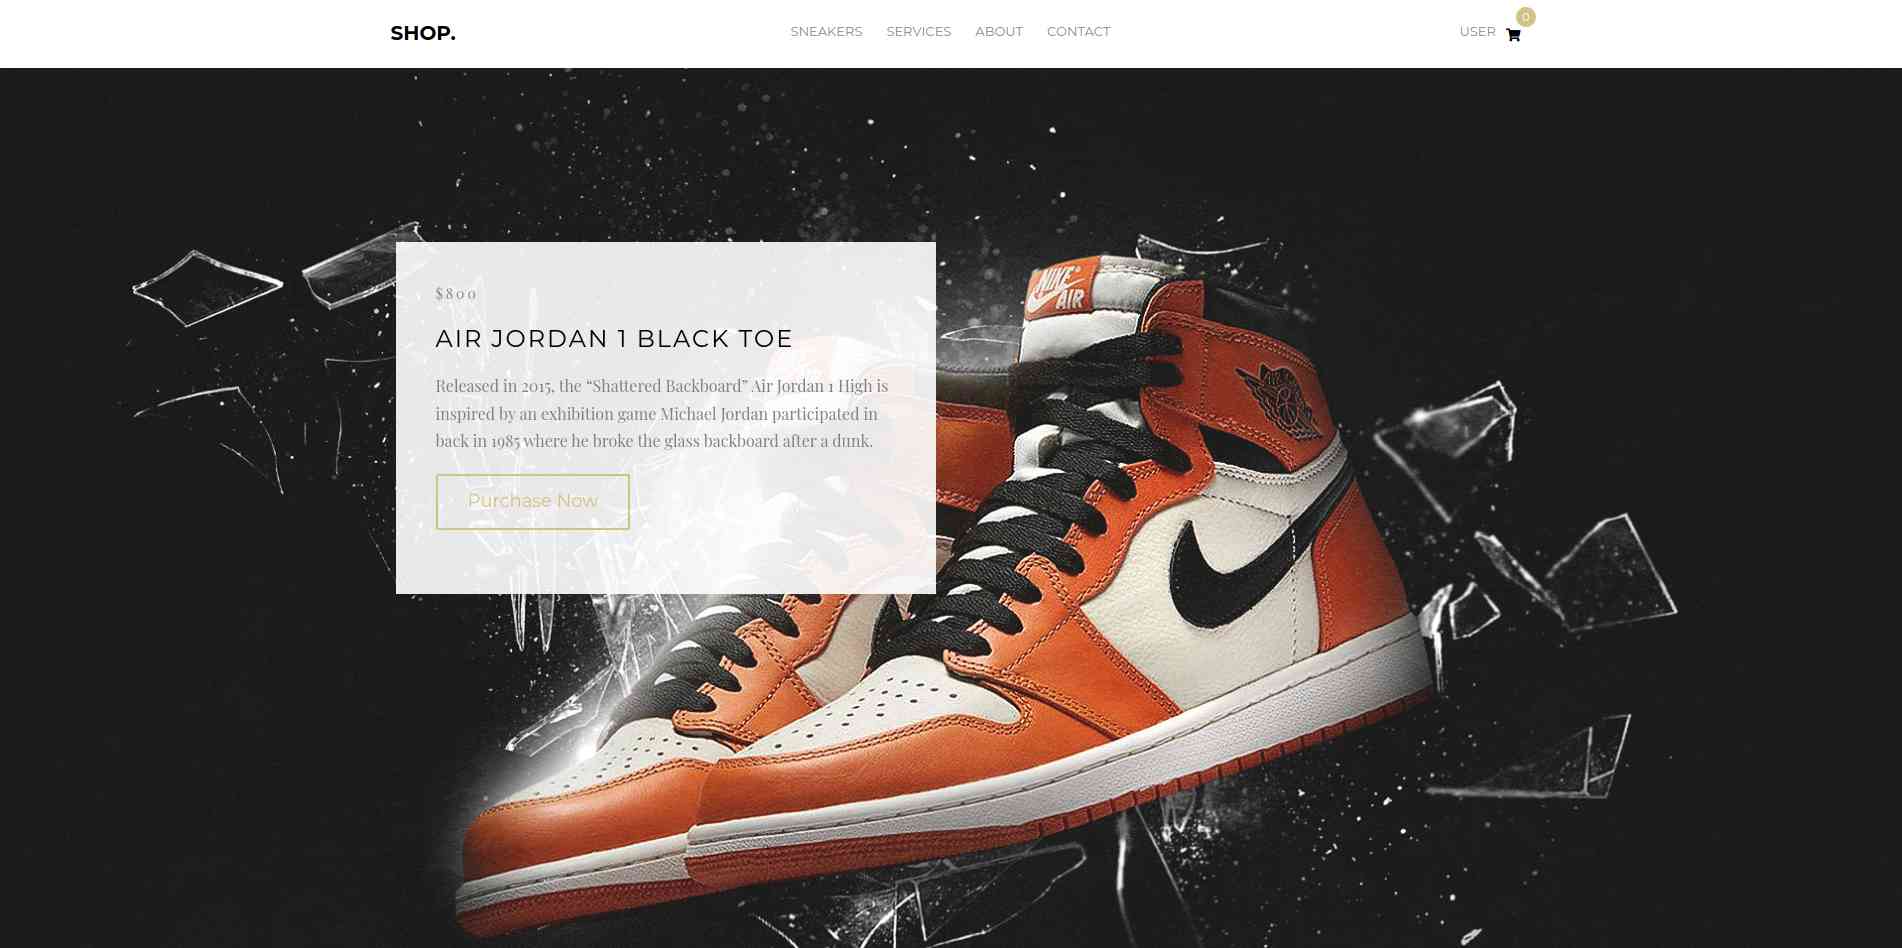 SHOP.
SNEAKERS SERVICES ABOUT CONTACT
USER
0
$800
AIR JORDAN 1 BLACK TOE
Released in 2015, the “Shattered Backboard” Air Jordan 1 High is
inspired by an exhibition game Michael Jordan participated in
back in 1985 where he broke the glass backboard after a dunk.
Purchase Now
NIKE
AIR